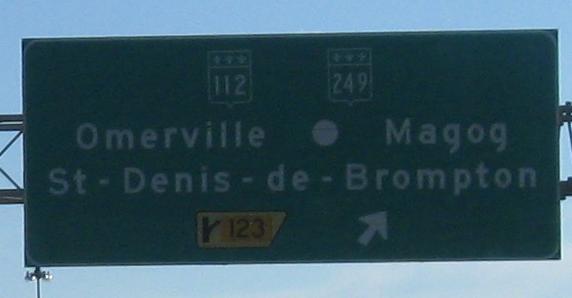 112 249
Omerville • Magog
St-Denis-de-Brompton
123